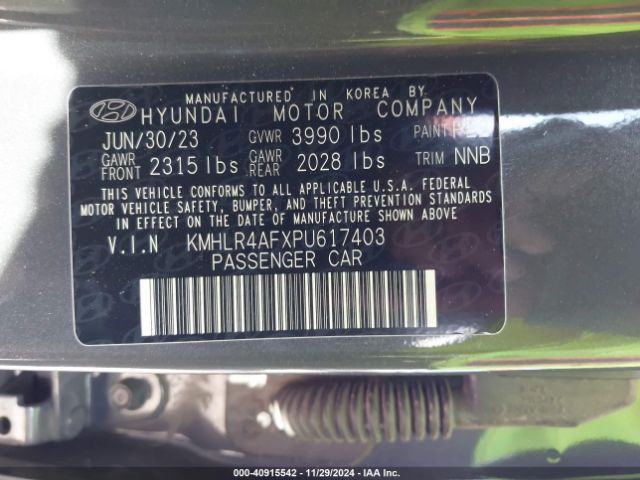 MANUFACTURED IN KOREA BY
HYUNDAI MOTOR COMPANY
JUN/30/23 GVWR 3990 lbs PAINT
GAWR FRONT 2315 lbs GAWR REAR 2028 lbs TRIM NNB
THIS VEHICLE CONFORMS TO ALL APPLICABLE U.S.A. FEDERAL
MOTOR VEHICLE SAFETY, BUMPER, AND THEFT PREVENTION STANDARDS
IN EFFECT ON THE DATE OF MANUFACTURE SHOWN ABOVE
V.I.N KMHLR4AFXPU617403
PASSENGER CAR
000-40915542 | 11/29/2024 | IAA Inc.